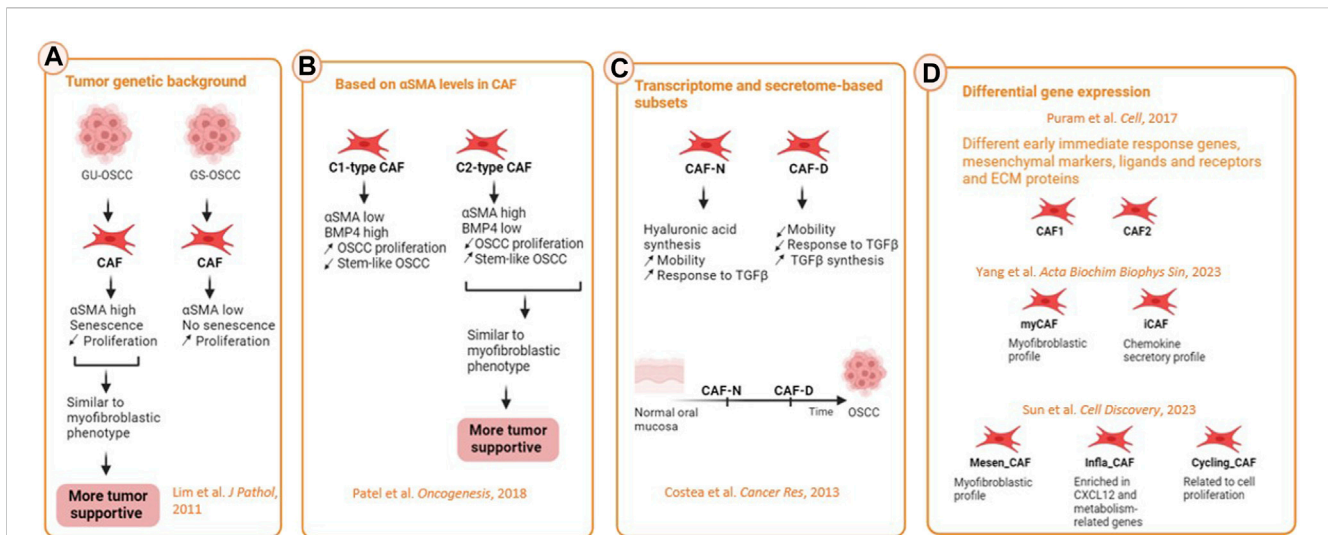 A
Tumor genetic background
GU-OSCC
GS-OSCC
CAF
CAF
αSMA high
Senescence
↙ Proliferation
αSMA low
No senescence
↗ Proliferation
Similar to
myofibroblastic
phenotype
More tumor
supportive
Lim et al. J Pathol,
2011
B
Based on αSMA levels in CAF
C1-type CAF
C2-type CAF
αSMA low
BMP4 high
↗ OSCC proliferation
↙ Stem-like OSCC
αSMA high
BMP4 low
↙ OSCC proliferation
↗ Stem-like OSCC
Similar to
myofibroblastic
phenotype
More tumor
supportive
Patel et al. Oncogenesis, 2018
C
Transcriptome and secretome-based
subsets
CAF-N
CAF-D
Hyaluronic acid
synthesis
↗ Mobility
↗ Response to TGFβ
↙ Mobility
↙ Response to TGFβ
↗ TGFβ synthesis
CAF-N
CAF-D
Normal oral
mucosa
Time
OSCC
Costea et al. Cancer Res, 2013
D
Differential gene expression
Puram et al. Cell, 2017
Different early immediate response genes,
mesenchymal markers, ligands and receptors
and ECM proteins
CAF1
CAF2
Yang et al. Acta Biochim Biophys Sin, 2023
myCAF
Myofibroblastic
profile
iCAF
Chemokine
secretory profile
Sun et al. Cell Discovery, 2023
Mesen_CAF
Myofibroblastic
profile
Infla_CAF
Enriched in
CXCL12 and
metabolism-
related genes
Cycling_CAF
Related to cell
proliferation